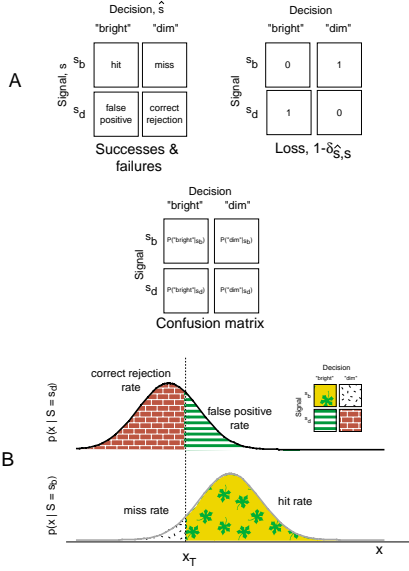 A
Decision, ŝ
"bright" "dim"
Signal, s
s_b
hit
miss
s_d
false
positive
correct
rejection
Successes &
failures
Decision
"bright" "dim"
Signal
s_b
0
1
s_d
1
0
Loss, 1-δ_ŝ,s
Decision
"bright" "dim"
Signal
s_b
P("bright"|s_b)
P("dim"|s_b)
s_d
P("bright"|s_d)
P("dim"|s_d)
Confusion matrix
B
p(x | S = s_d)
correct rejection
rate
false positive
rate
Decision
"bright" "dim"
Signal
s_b
s_d
p(x | S = s_b)
miss rate
hit rate
x_T
x